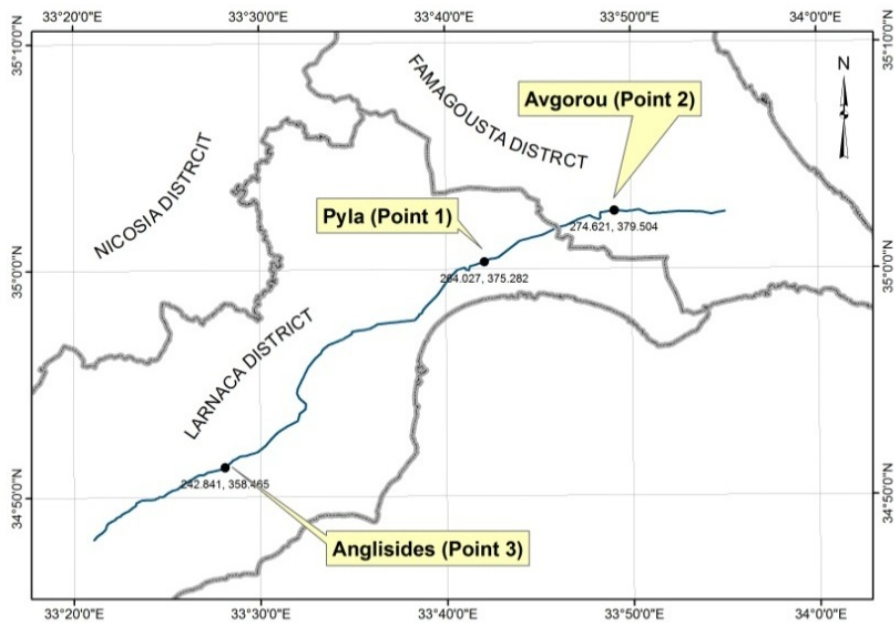 33°20'0"E
33°30'0"E
33°40'0"E
33°50'0"E
34°0'0"E
35°10'0"N
35°10'0"N
N
FAMAGOUSTA DISTRCT
Avgorou (Point 2)
NICOSIA DISTRCIT
Pyla (Point 1)
274.621, 379.504
35°0'0"N
35°0'0"N
264.027, 375.282
LARNACA DISTRICT
242.841, 358.465
34°50'0"N
34°50'0"N
Anglisides (Point 3)
33°20'0"E
33°30'0"E
33°40'0"E
33°50'0"E
34°0'0"E